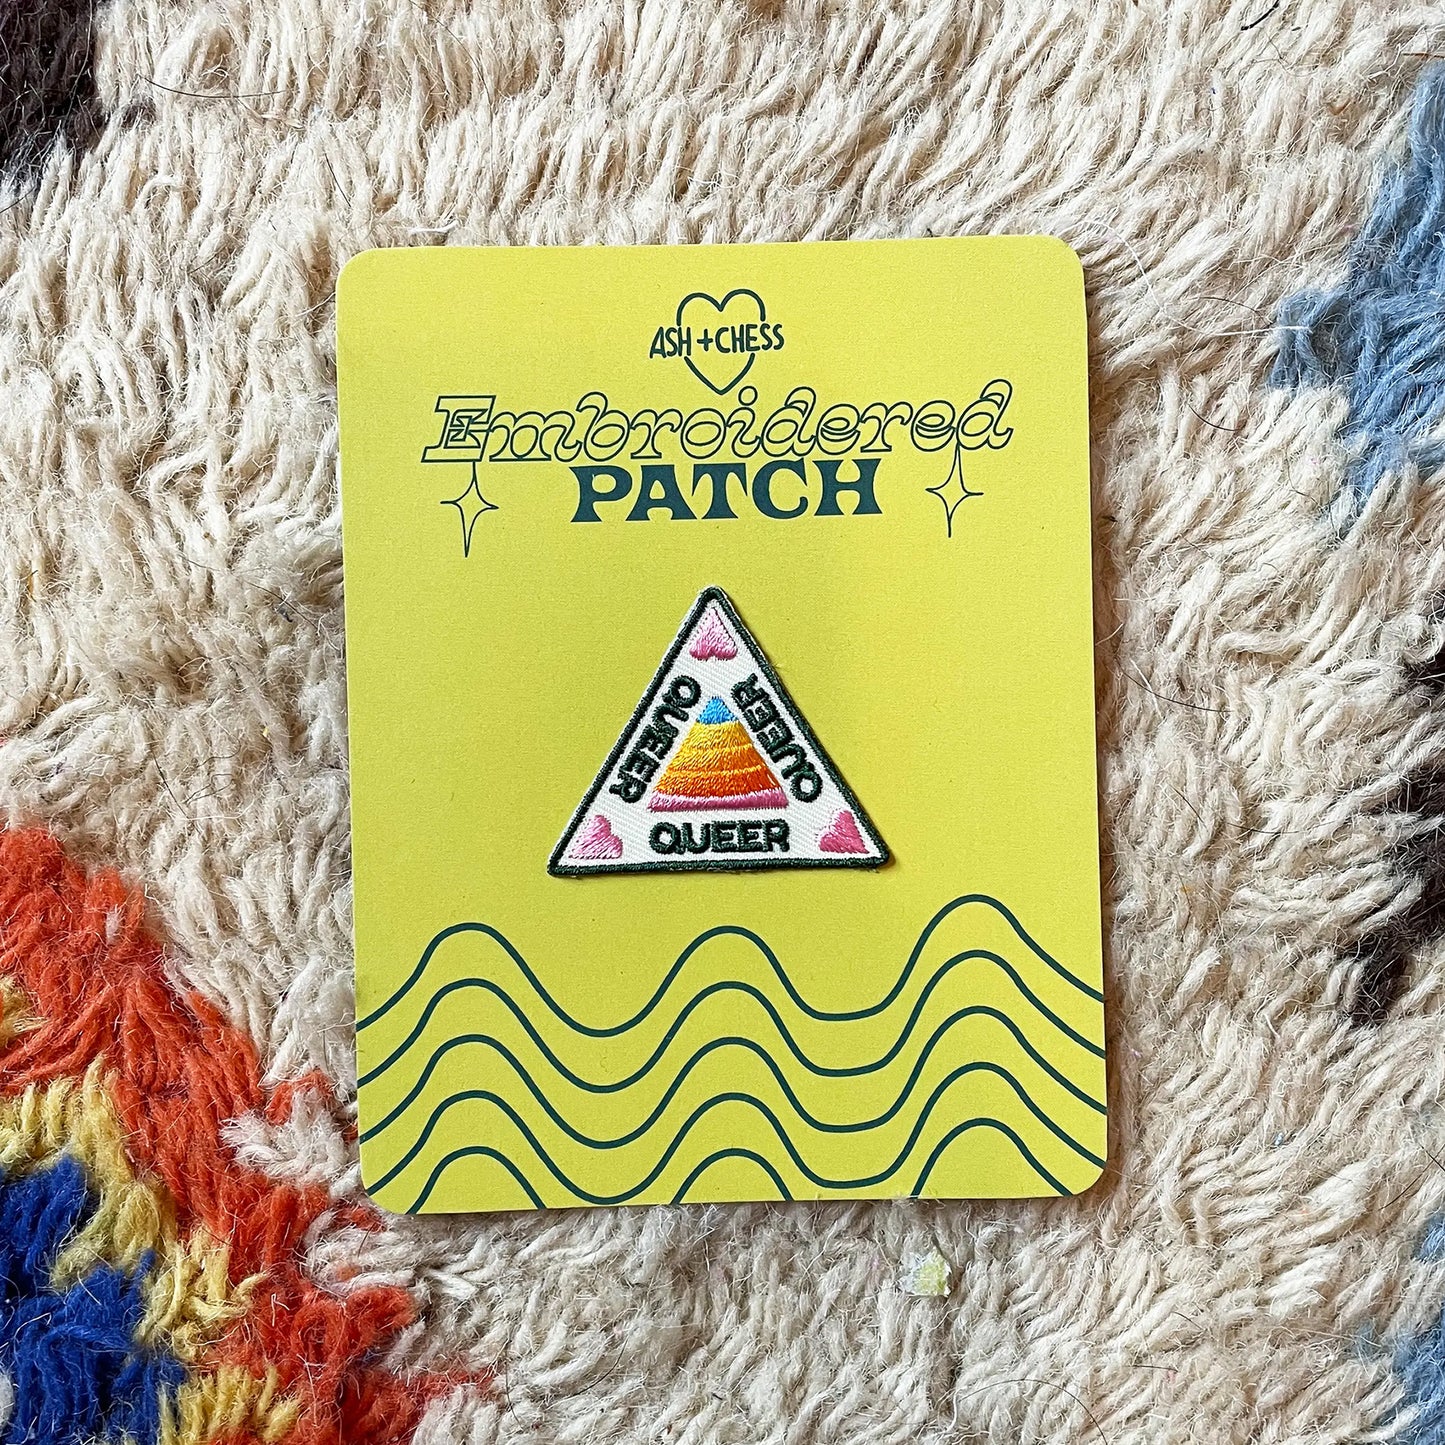 ASH + CHESS
Embroidered
PATCH
QUEER
QUEER
QUEER